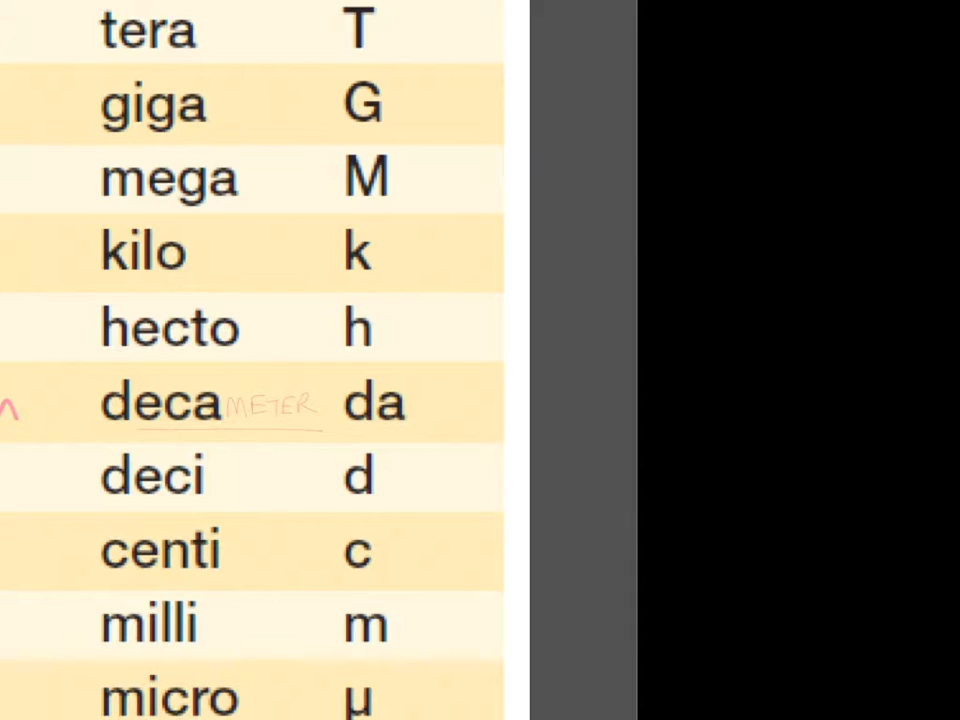 tera T
giga G
mega M
kilo k
hecto h
decaMETER da
deci d
centi c
milli m
micro μ